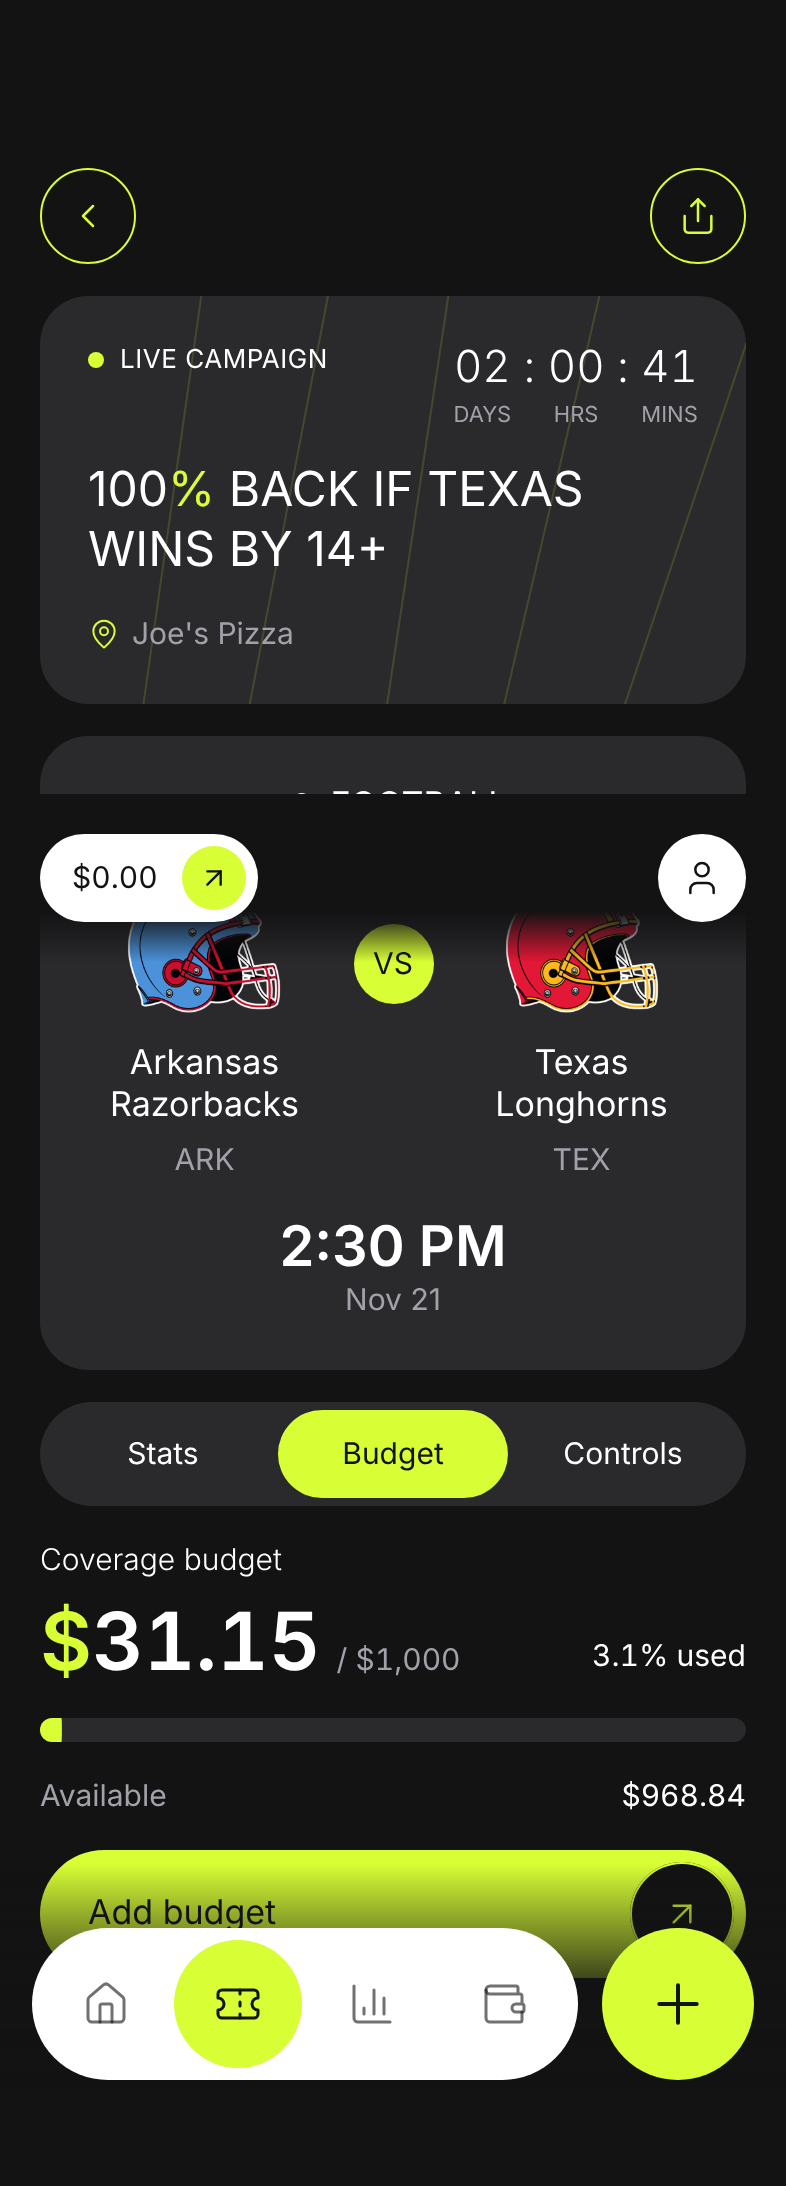 LIVE CAMPAIGN
02 : 00 : 41
DAYS HRS MINS
100% BACK IF TEXAS
WINS BY 14+
Joe's Pizza
FOOTBALL
$0.00
VS
Arkansas
Razorbacks
Texas
Longhorns
ARK
TEX
2:30 PM
Nov 21
Stats
Budget
Controls
Coverage budget
$31.15 / $1,000
3.1% used
Available
$968.84
Add budget